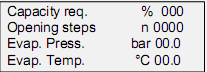 Capacity req. % 000
Opening steps n 0000
Evap. Press. bar 00.0
Evap. Temp. °C 00.0